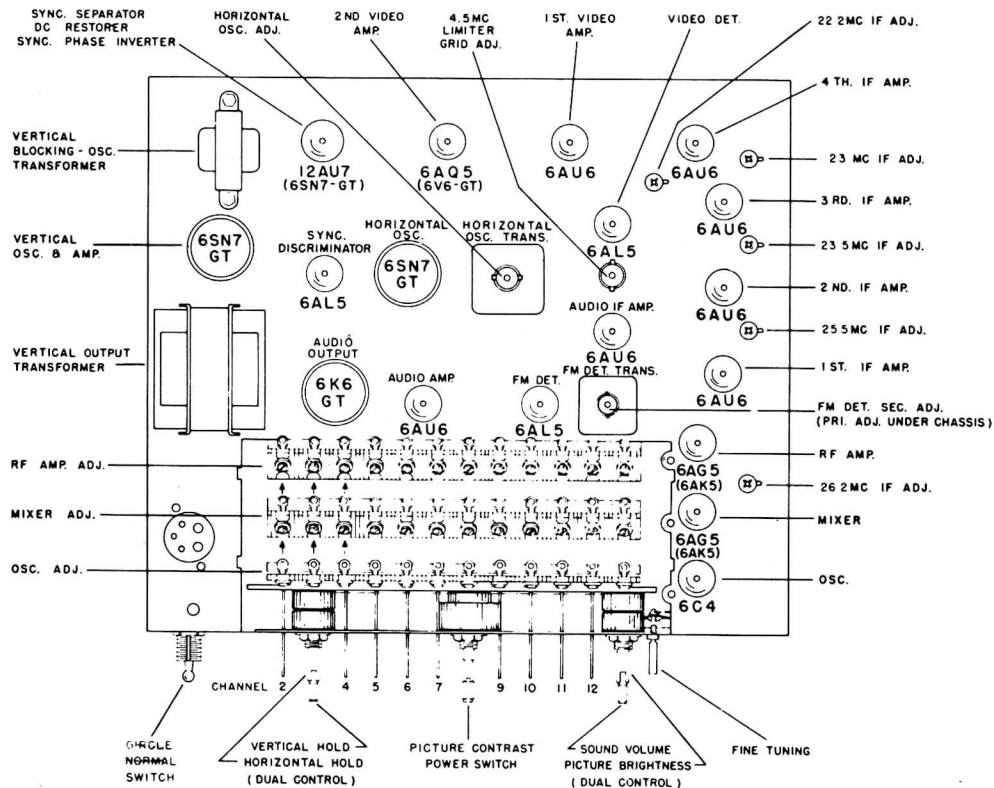 SYNC. SEPARATOR
DC RESTORER
SYNC. PHASE INVERTER
HORIZONTAL
OSC. ADJ.
2ND VIDEO
AMP.
4.5MC
LIMITER
GRID ADJ.
1ST. VIDEO
AMP.
VIDEO DET.
22 2MC IF ADJ.
4 TH. IF AMP.
VERTICAL
BLOCKING - OSC.
TRANSFORMER
12AU7
(6SN7-GT)
6AQ5
(6V6-GT)
6AU6
6AU6
23 MC IF ADJ.
3 RD. IF AMP.
6AU6
VERTICAL
OSC. & AMP.
6SN7
GT
SYNC.
DISCRIMINATOR
6AL5
HORIZONTAL
OSC.
6SN7
GT
HORIZONTAL
OSC. TRANS.
6AL5
23 5MC IF ADJ.
2 ND. IF AMP.
6AU6
AUDIO IF AMP.
6AU6
25 5MC IF ADJ.
VERTICAL OUTPUT
TRANSFORMER
AUDIO
OUTPUT
6K6
GT
AUDIO AMP.
6AU6
FM DET.
6AL5
FM DET. TRANS.
1 ST. IF AMP.
6AU6
FM DET. SEC. ADJ.
(PRI. ADJ. UNDER CHASSIS)
RF AMP. ADJ.
6AG5
(6AK5)
RF AMP.
26 2MC IF ADJ.
MIXER ADJ.
6AG5
(6AK5)
MIXER
OSC. ADJ.
6C4
OSC.
CHANNEL 2 4 5 6 7 9 10 11 12
CIRCLE
NORMAL
SWITCH
VERTICAL HOLD
HORIZONTAL HOLD
(DUAL CONTROL)
PICTURE CONTRAST
POWER SWITCH
SOUND VOLUME
PICTURE BRIGHTNESS
(DUAL CONTROL)
FINE TUNING